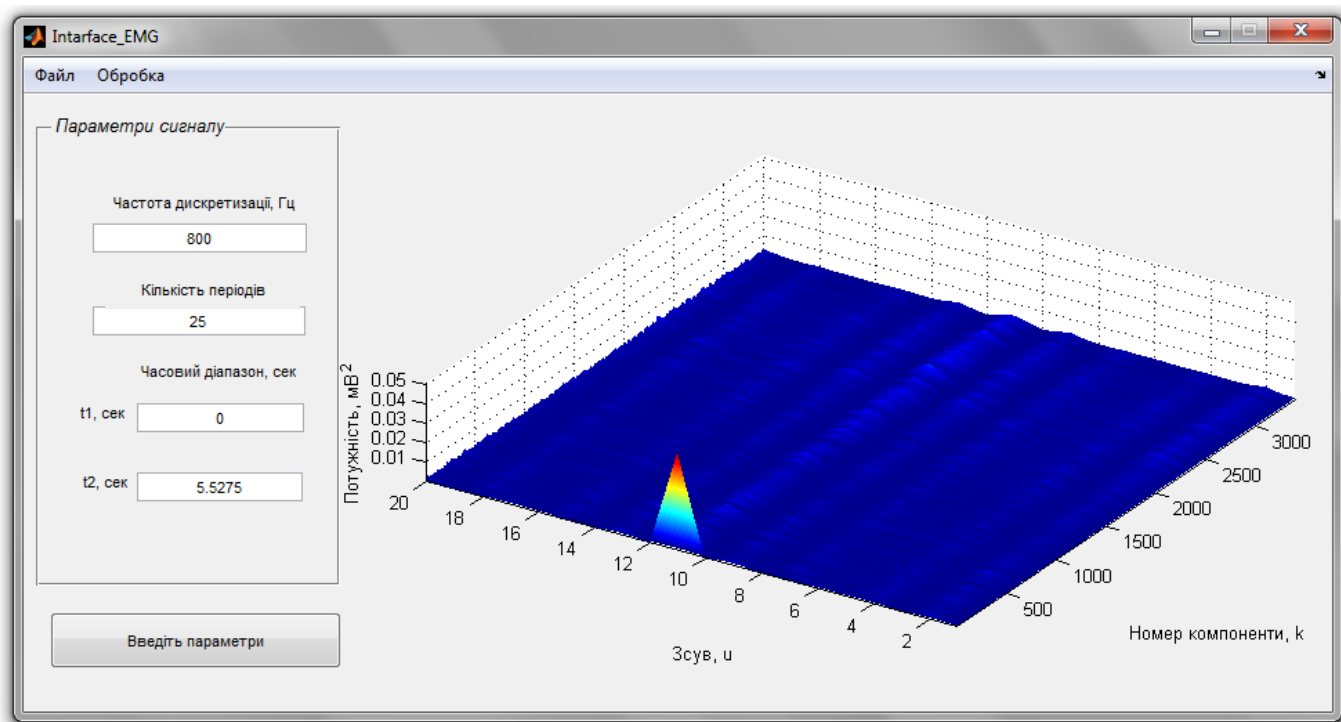 Intarface_EMG
Файл Обробка
Параметри сигналу
Частота дискретизації, Гц
800
Кількість періодів
25
Часовий діапазон, сек
t1, сек 0
t2, сек 5.5275
Введіть параметри
Потужність, мВ²
0.05
0.04
0.03
0.02
0.01
20 18 16 14 12 10 8 6 4 2
Зсув, u
500 1000 1500 2000 2500 3000
Номер компоненти, k